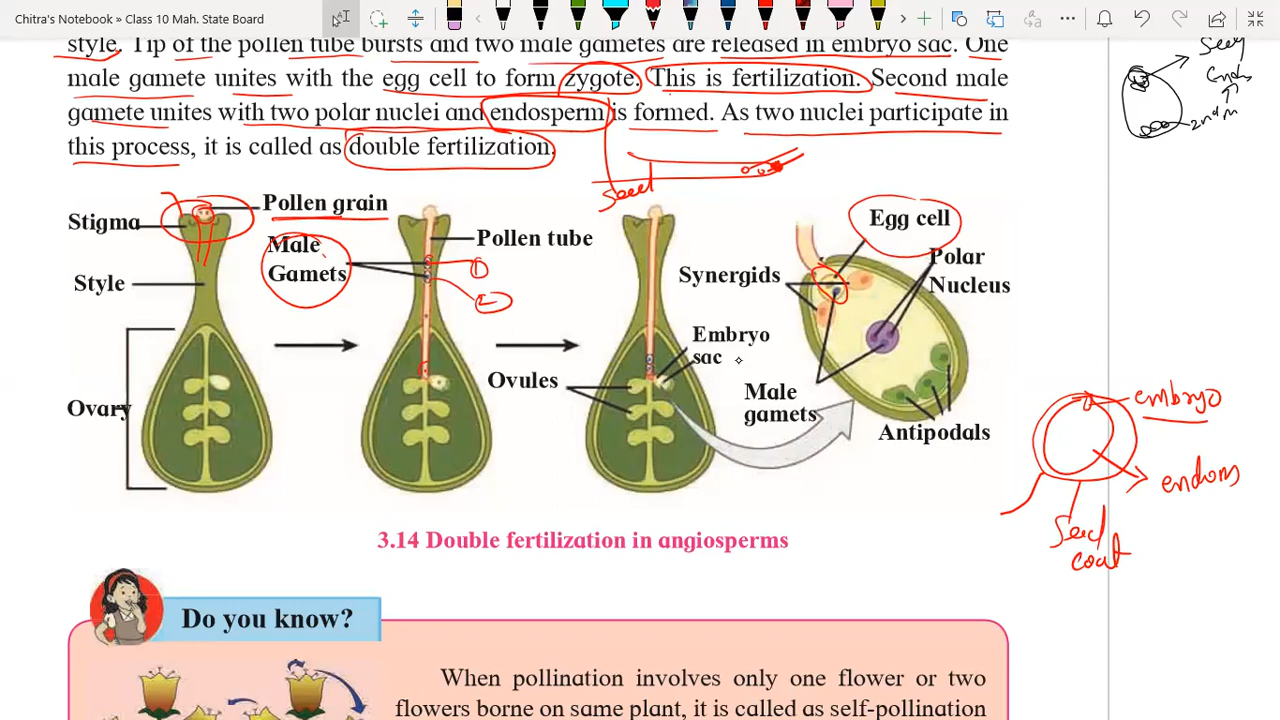 Chitra's Notebook » Class 10 Mah. State Board
style. Tip of the pollen tube bursts and two male gametes are released in embryo sac. One
male gamete unites with the egg cell to form zygote. This is fertilization. Second male
gamete unites with two polar nuclei and endosperm is formed. As two nuclei participate in
this process, it is called as double fertilization.
Seed
Pollen grain
Stigma
Male
Gamets
Pollen tube
Style
Ovary
1
2
Ovules
Embryo
sac
Egg cell
Synergids
Polar
Nucleus
Male
gamets
Antipodals
embryo
endoms
Seed
coat
3.14 Double fertilization in angiosperms
Do you know?
When pollination involves only one flower or two
flowers borne on same plant, it is called as self-pollination